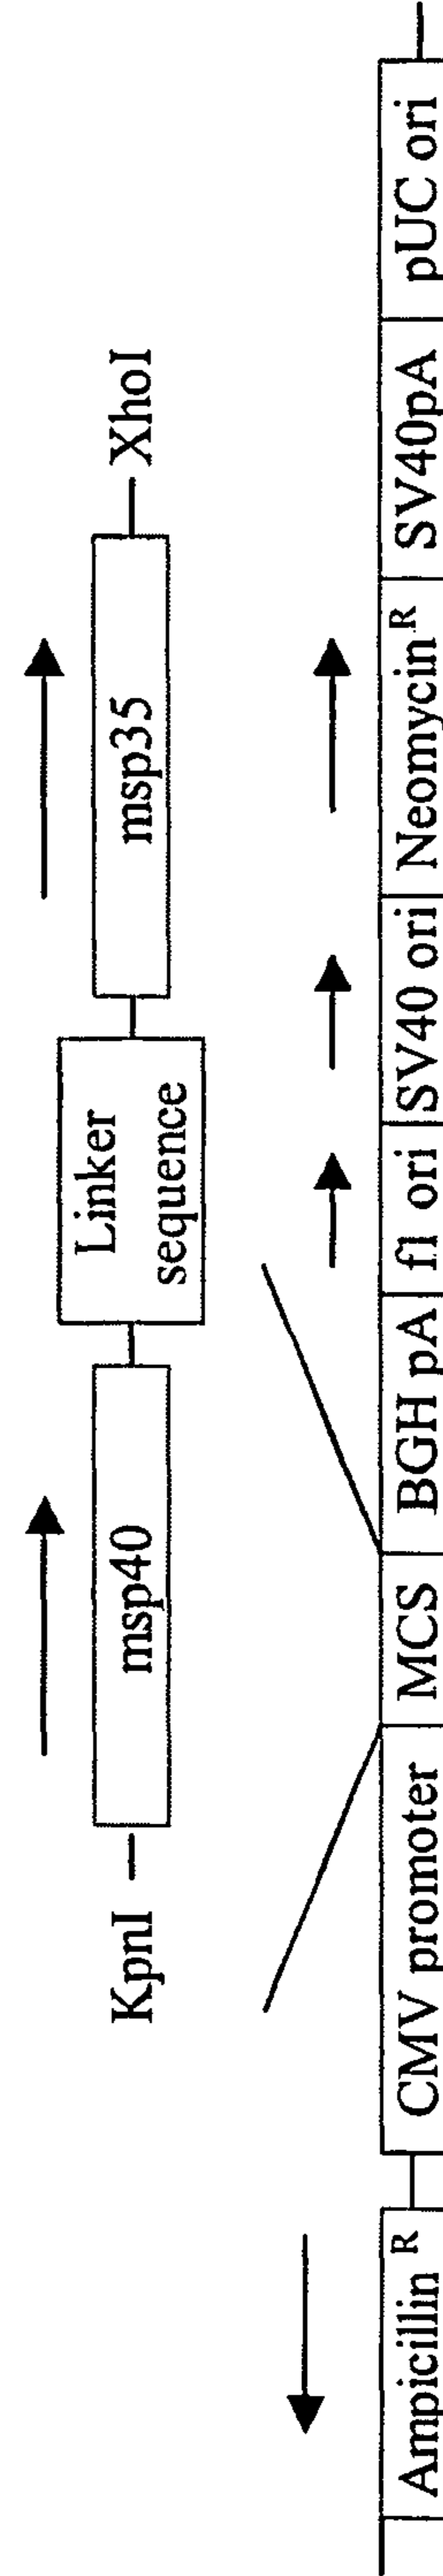 KpnI
msp40
Linker
sequence
msp35
XhoI
Ampicillin R
CMV promoter
MCS
BGH pA
f1 ori
SV40 ori
Neomycin R
SV40pA
pUC ori